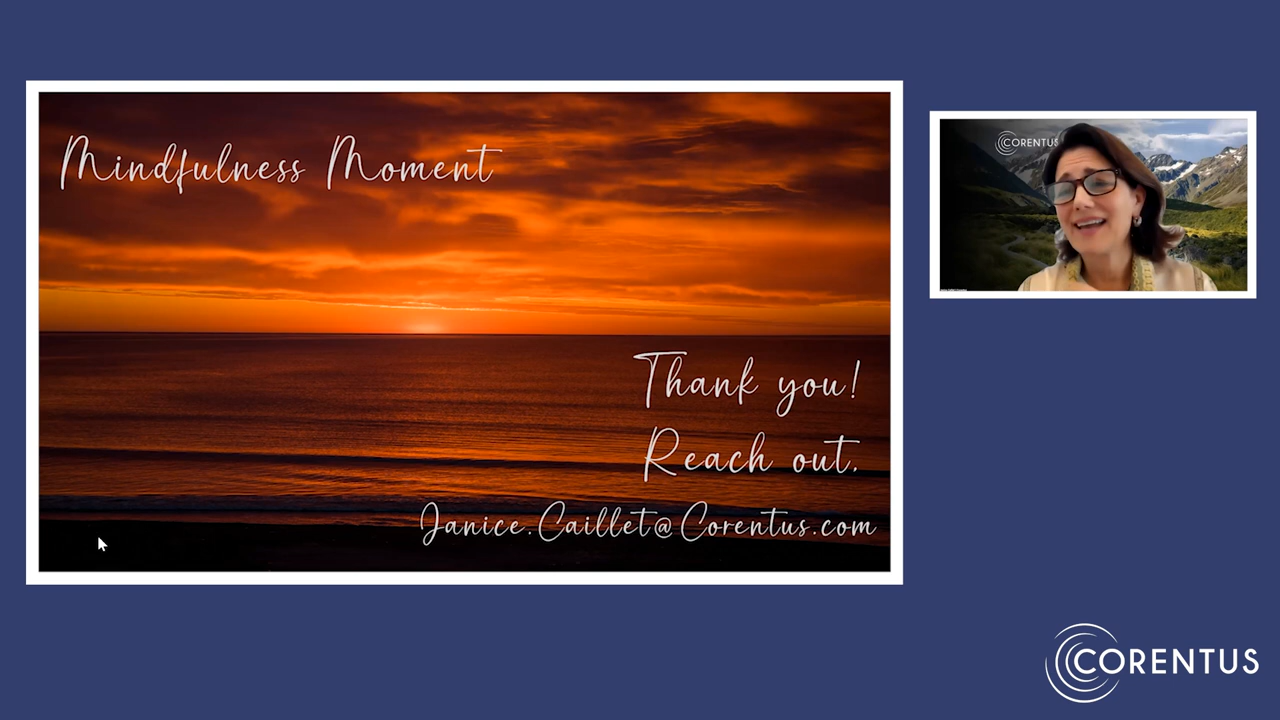 Mindfulness Moment
Thank you!
Reach out.
Janice.Caillet@Corentus.com
CORENTUS
CORENTUS